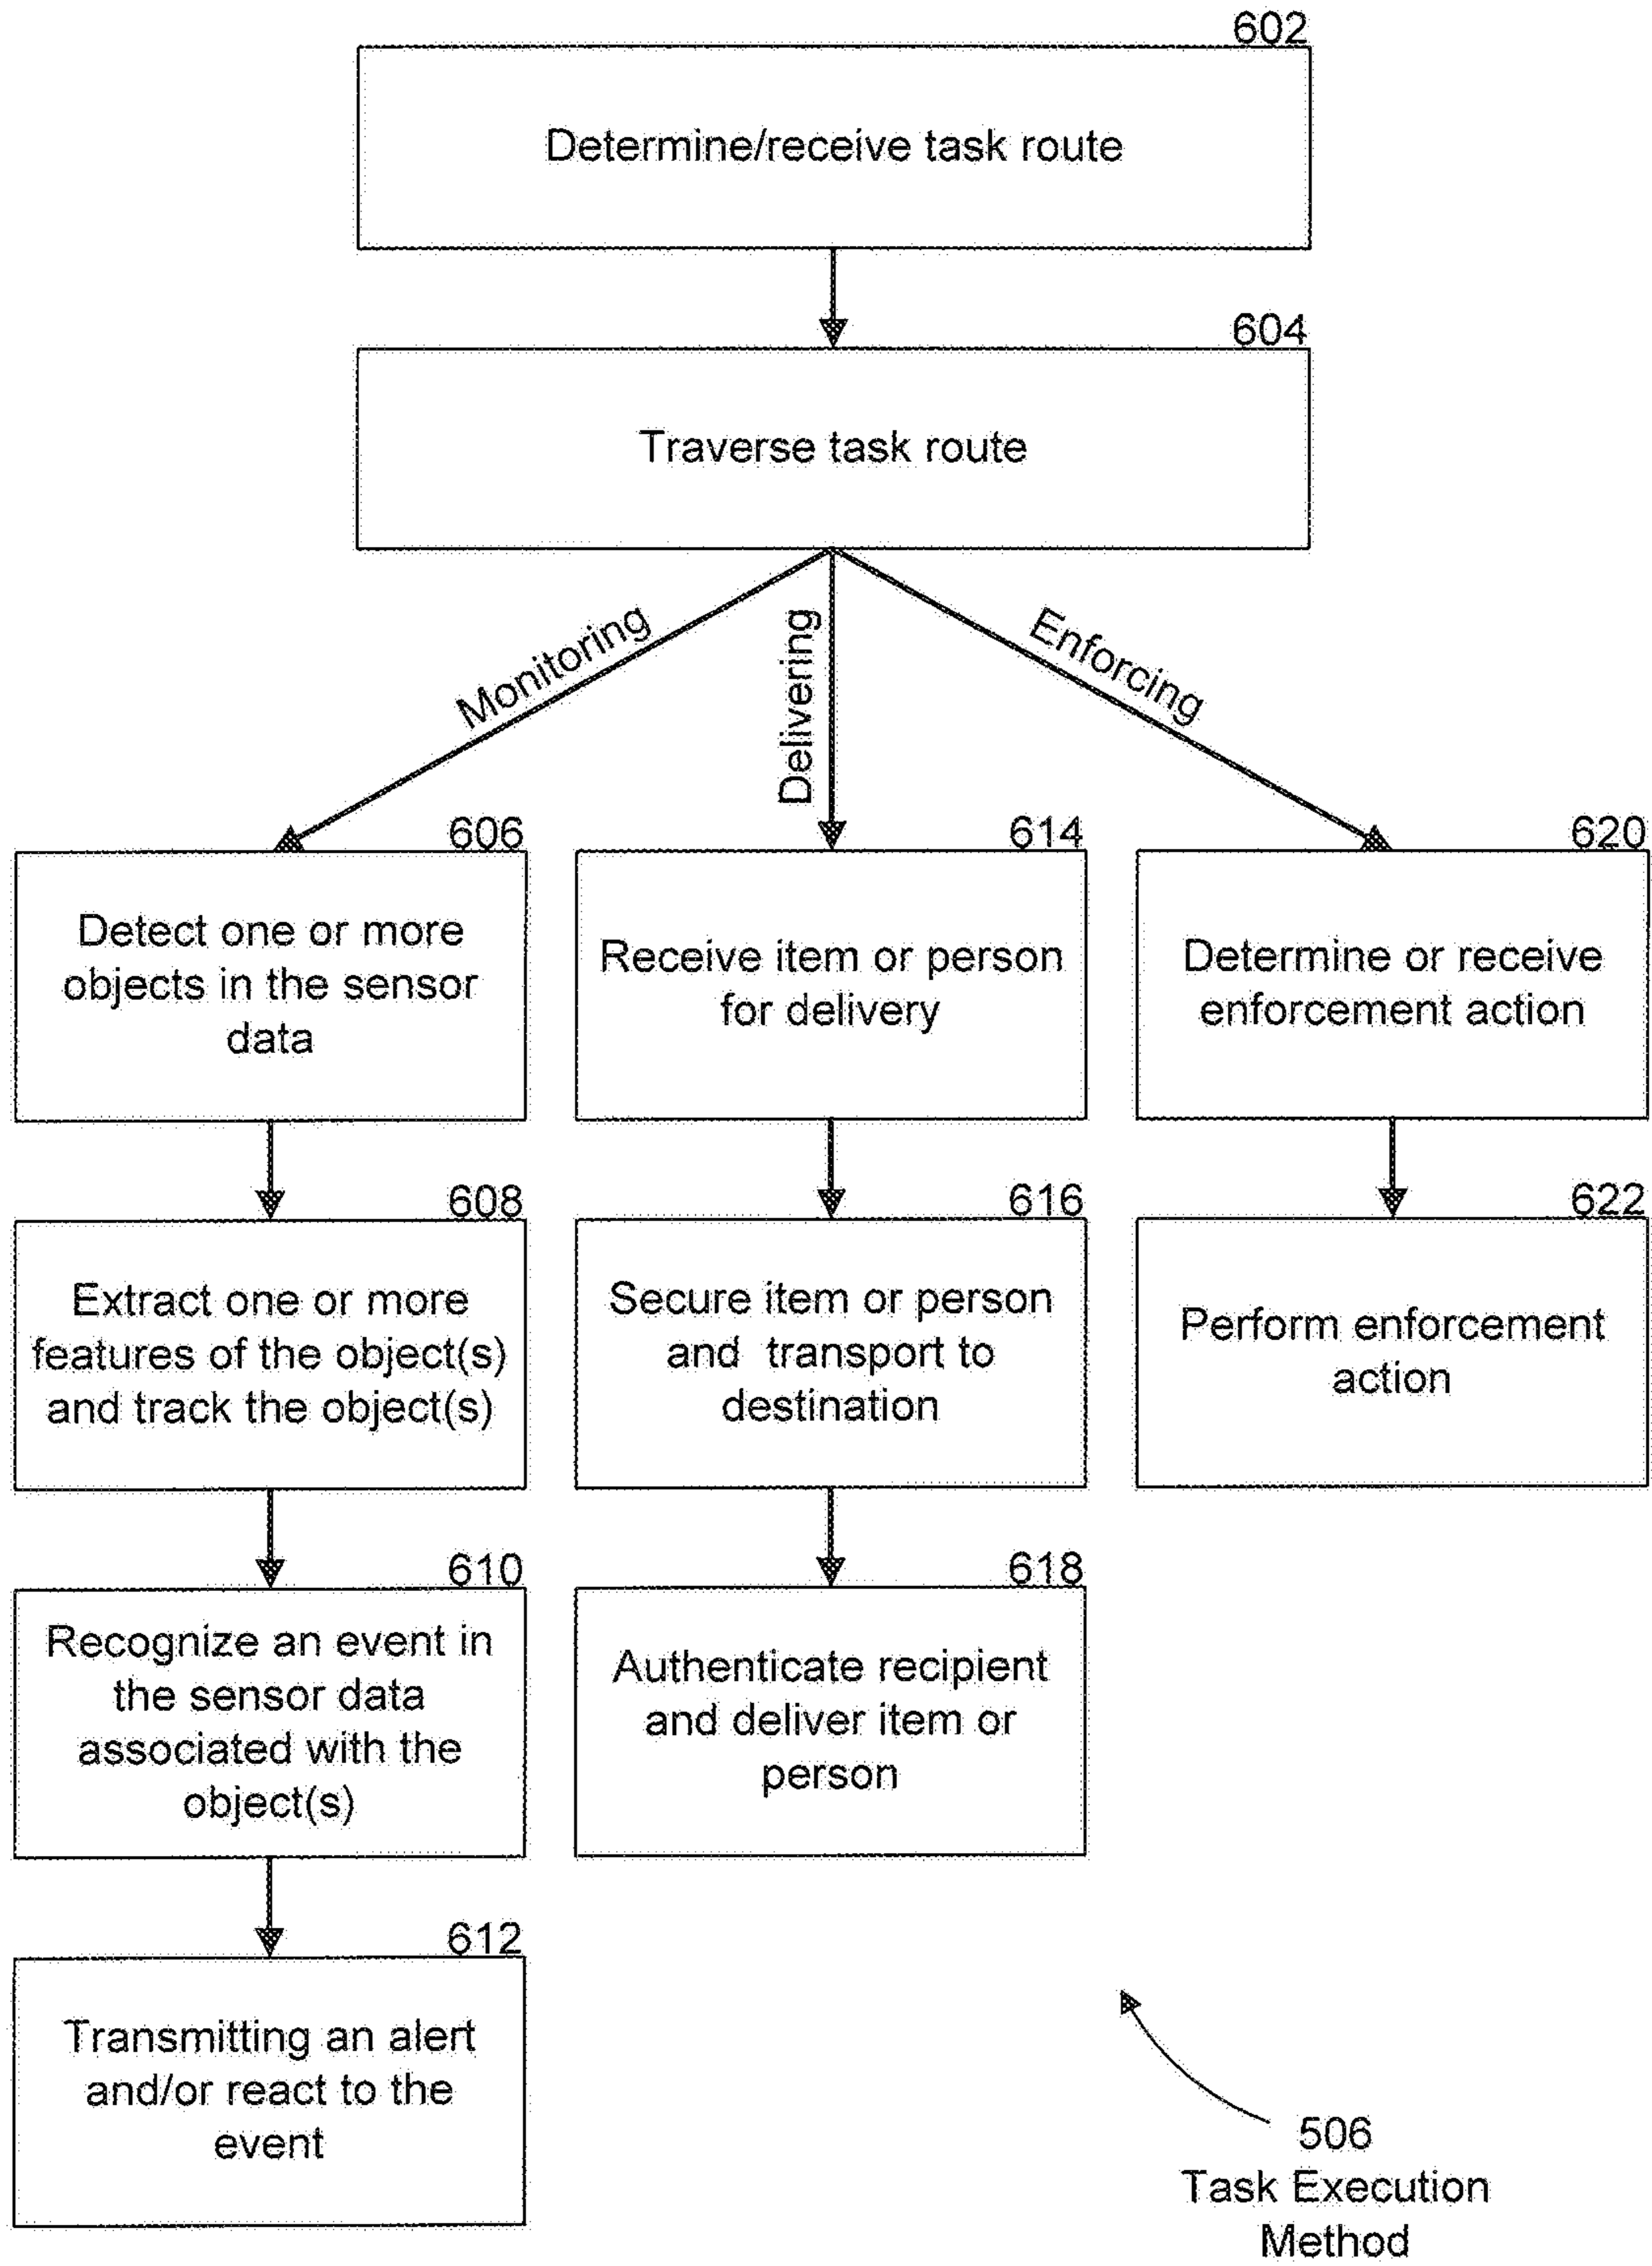 602
Determine/receive task route
604
Traverse task route
Monitoring
Delivering
Enforcing
606
Detect one or more
objects in the sensor
data
608
Extract one or more
features of the object(s)
and track the object(s)
610
Recognize an event in
the sensor data
associated with the
object(s)
612
Transmitting an alert
and/or react to the
event
614
Receive item or person
for delivery
616
Secure item or person
and transport to
destination
618
Authenticate recipient
and deliver item or
person
620
Determine or receive
enforcement action
622
Perform enforcement
action
506
Task Execution
Method